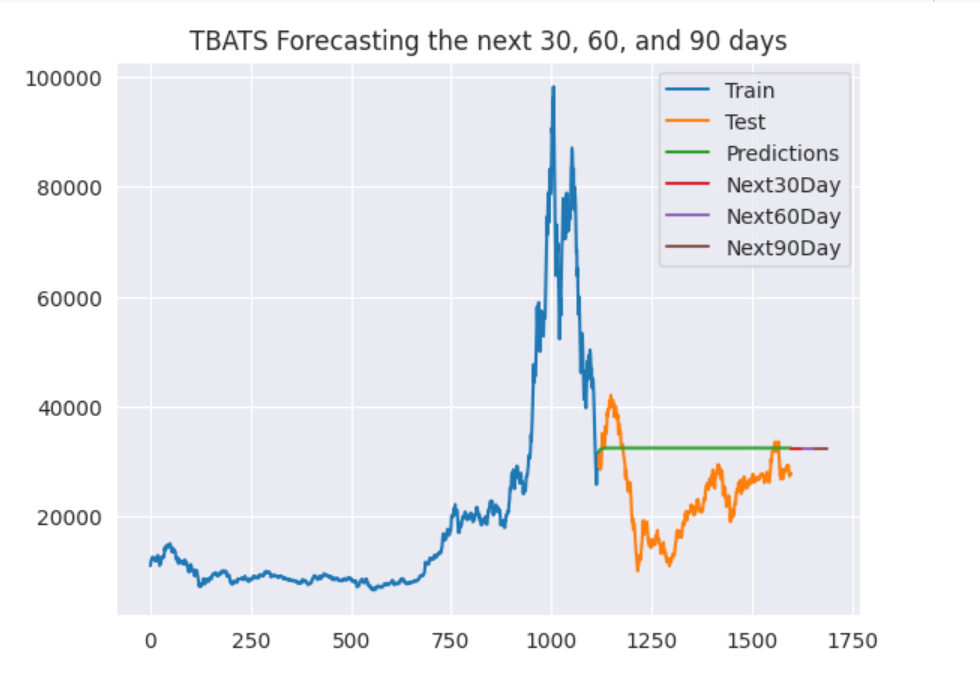 TBATS Forecasting the next 30, 60, and 90 days
100000
80000
60000
40000
20000
Train
Test
Predictions
Next30Day
Next60Day
Next90Day
0 250 500 750 1000 1250 1500 1750